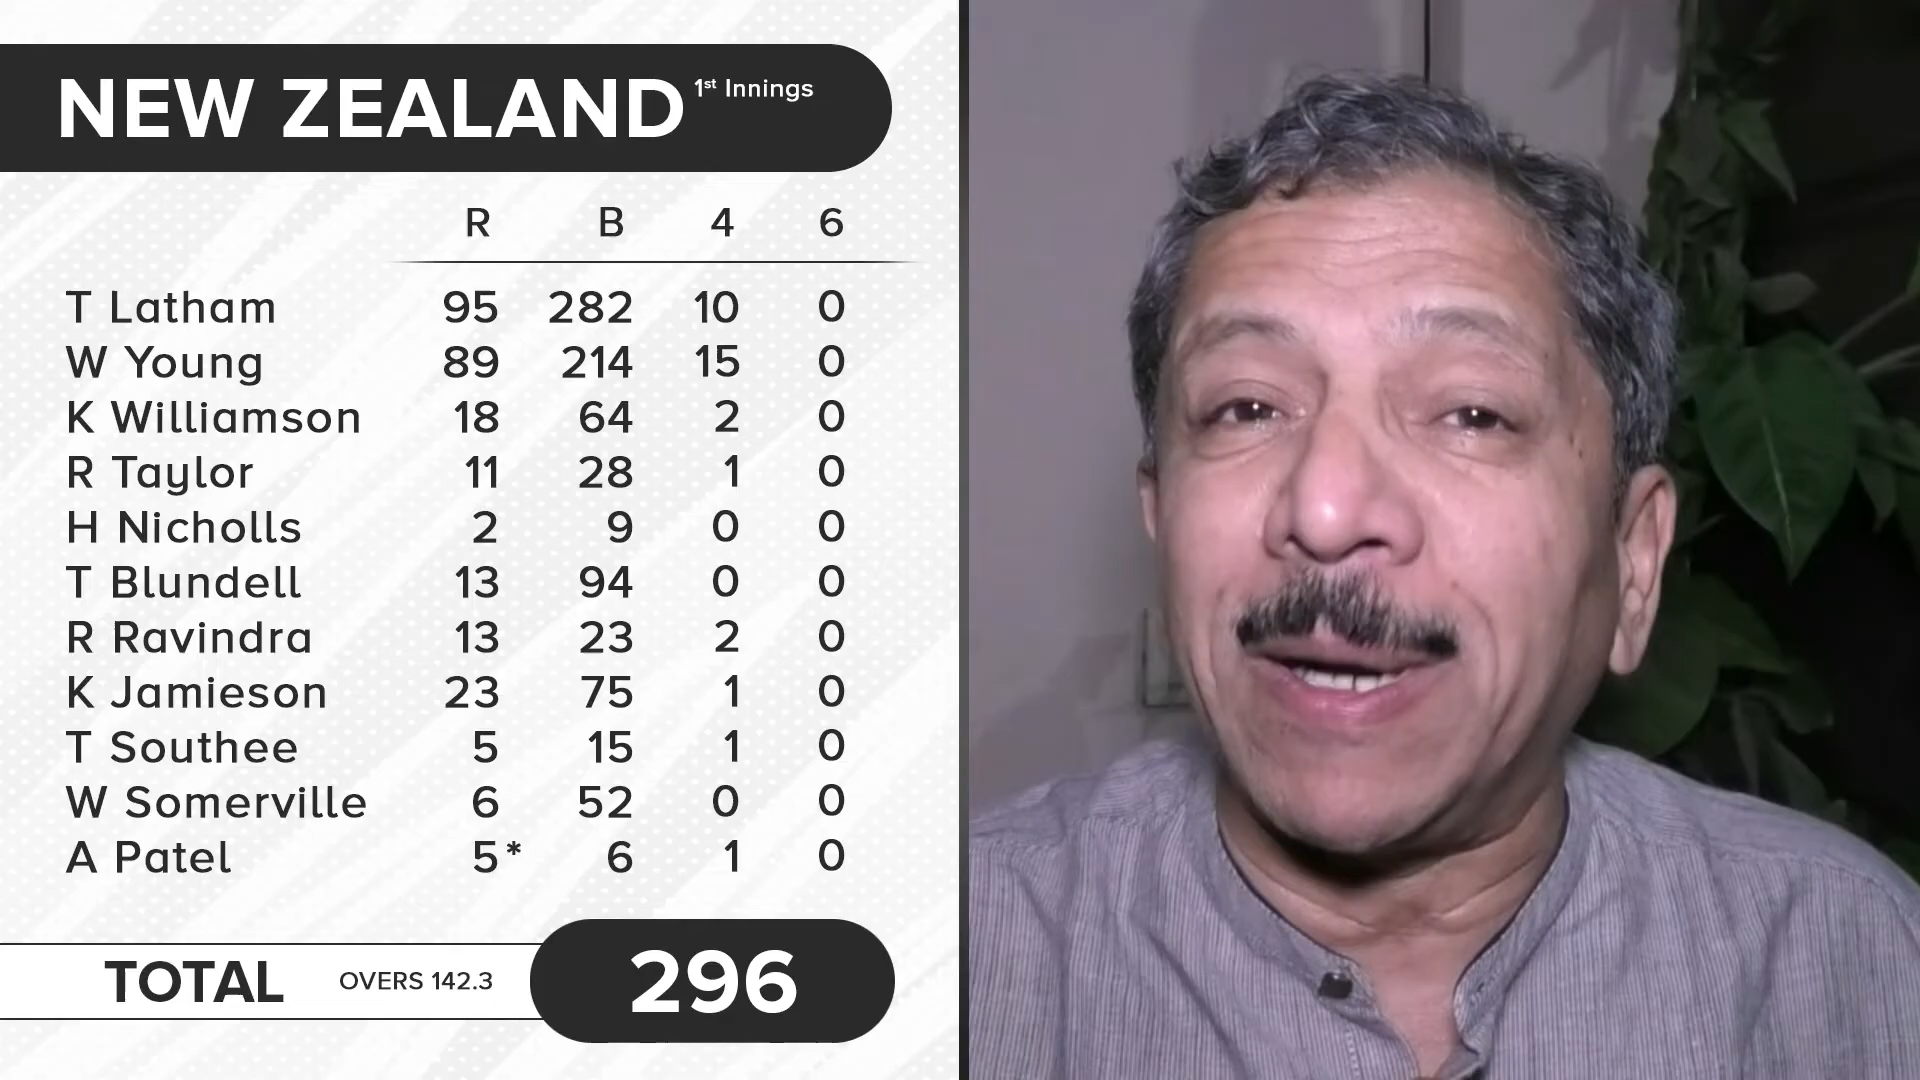 NEW ZEALAND 1st Innings
R B 4 6
T Latham 95 282 10 0
W Young 89 214 15 0
K Williamson 18 64 2 0
R Taylor 11 28 1 0
H Nicholls 2 9 0 0
T Blundell 13 94 0 0
R Ravindra 13 23 2 0
K Jamieson 23 75 1 0
T Southee 5 15 1 0
W Somerville 6 52 0 0
A Patel 5* 6 1 0
TOTAL OVERS 142.3 296